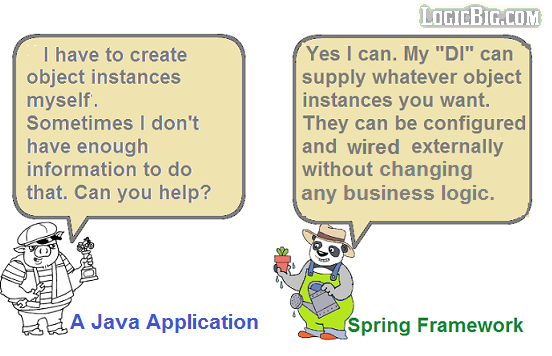 LogicBig.com
I have to create
object instances
myself.
Sometimes I don't
have enough
information to do
that. Can you help?
Yes I can. My "DI" can
supply whatever object
instances you want.
They can be configured
and wired externally
without changing
any business logic.
A Java Application
Spring Framework